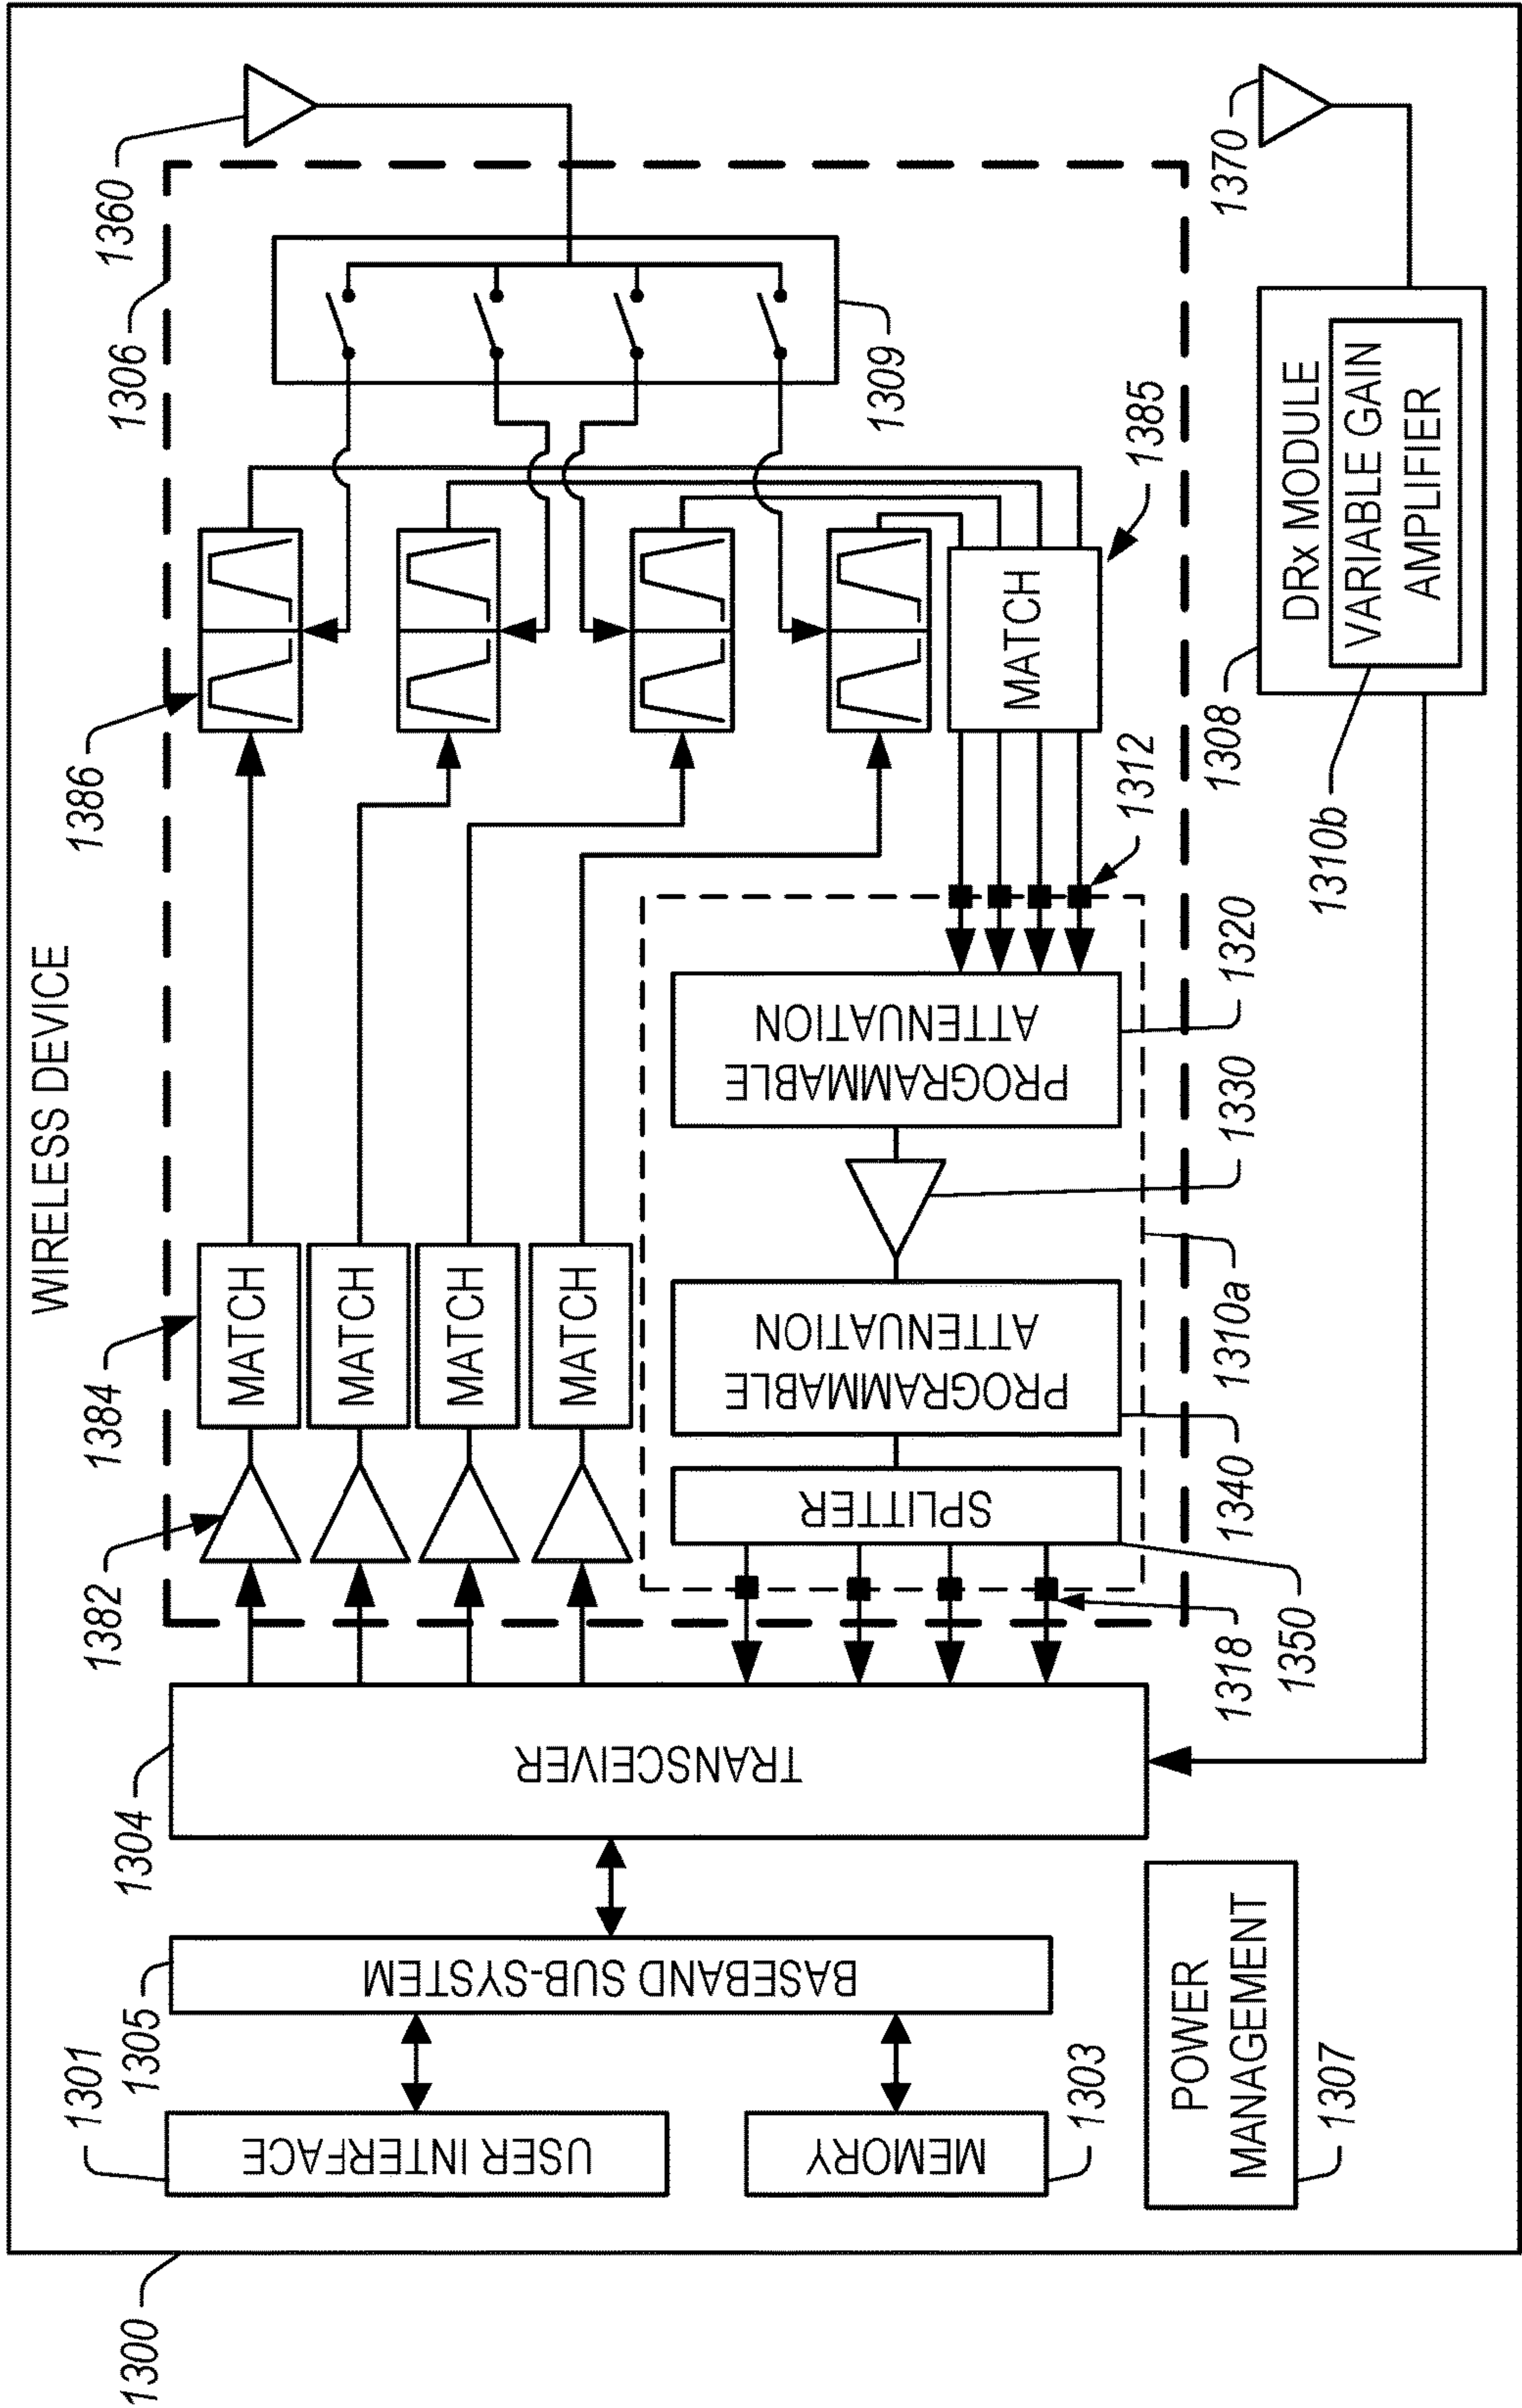 WIRELESS DEVICE
1300
1301
USER INTERFACE
1303
MEMORY
1305
BASEBAND SUB-SYSTEM
1307
POWER
MANAGEMENT
1304
TRANSCEIVER
1382
1384
MATCH
MATCH
MATCH
MATCH
1386
1306
1360
1309
1385
MATCH
1312
1320
PROGRAMMABLE
ATTENUATION
1330
1310a
1340
PROGRAMMABLE
ATTENUATION
1350
SPLITTER
1318
1370
1308
DRx MODULE
1310b
VARIABLE GAIN
AMPLIFIER